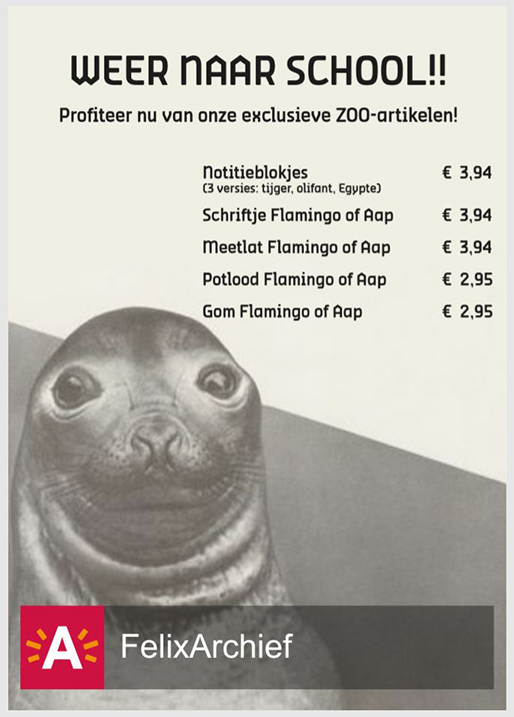 WEER NAAR SCHOOL!!
Profiteer nu van onze exclusieve ZOO-artikelen!
Notitieblokjes € 3,94
(3 versies: tijger, olifant, Egypte)
Schriftje Flamingo of Aap € 3,94
Meetlat Flamingo of Aap € 3,94
Potlood Flamingo of Aap € 2,95
Gom Flamingo of Aap € 2,95
A FelixArchief